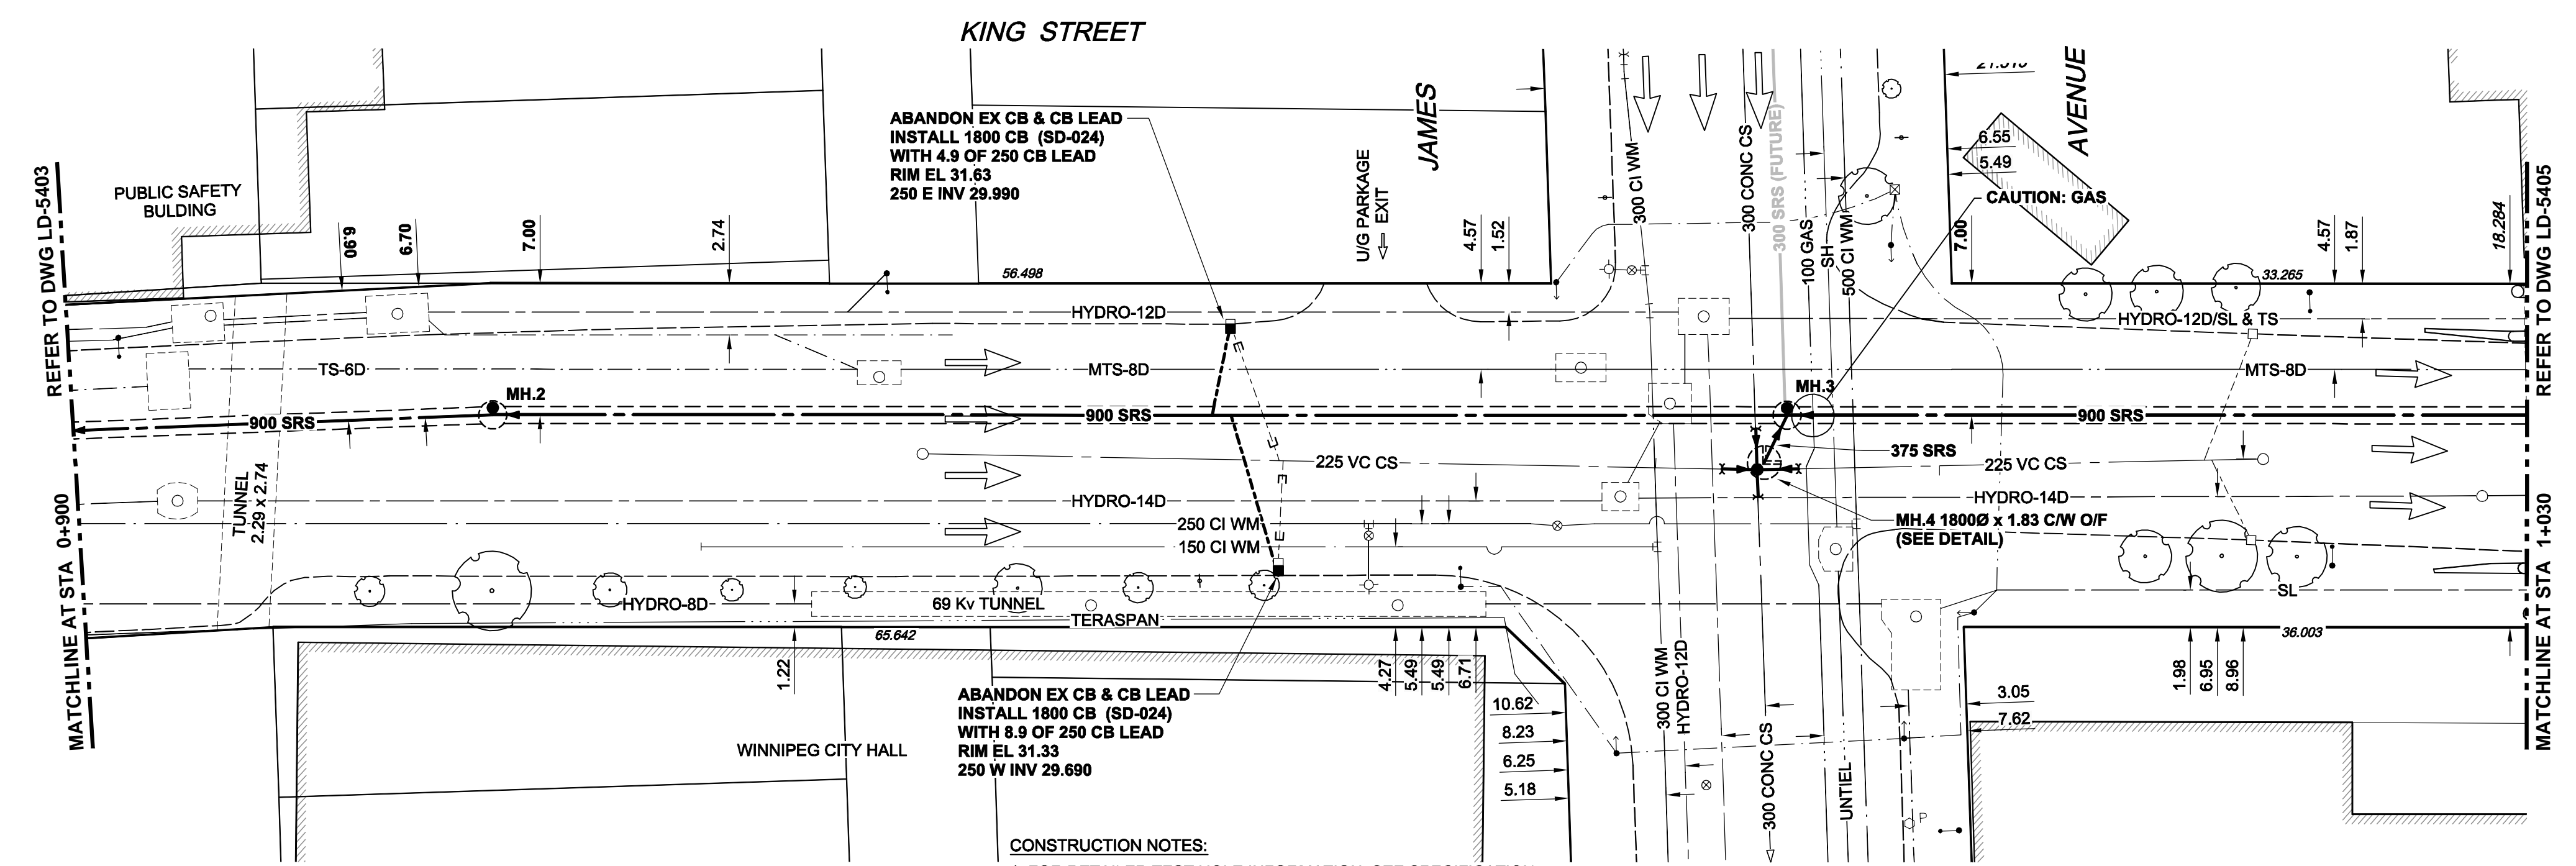 KING STREET
JAMES
AVENUE
REFER TO DWG LD-5403
MATCHLINE AT STA 0+900
REFER TO DWG LD-5405
MATCHLINE AT STA 1+030
PUBLIC SAFETY
BULDING
ABANDON EX CB & CB LEAD
INSTALL 1800 CB (SD-024)
WITH 4.9 OF 250 CB LEAD
RIM EL 31.63
250 E INV 29.990
U/G PARKAGE
EXIT
300 CI WM
300 CONC CS
300 SRS (FUTURE)
100 GAS
SH
500 CI WM
6.55
5.49
CAUTION: GAS
6.90
6.70
7.00
2.74
56.498
4.57
1.52
7.00
4.57
1.87
18.284
33.265
HYDRO-12D
HYDRO-12D/SL & TS
TS-6D
MTS-8D
MTS-8D
MH.2
MH.3
900 SRS
900 SRS
900 SRS
375 SRS
225 VC CS
225 VC CS
TUNNEL
2.29 x 2.74
HYDRO-14D
HYDRO-14D
250 CI WM
150 CI WM
MH.4 1800Ø x 1.83 C/W O/F
(SEE DETAIL)
HYDRO-8D
69 Kv TUNNEL
TERASPAN
SL
65.642
36.003
1.22
4.27
5.49
5.49
6.71
1.98
6.95
8.96
ABANDON EX CB & CB LEAD
INSTALL 1800 CB (SD-024)
WITH 8.9 OF 250 CB LEAD
RIM EL 31.33
250 W INV 29.690
WINNIPEG CITY HALL
10.62
8.23
6.25
5.18
300 CI WM
HYDRO-12D
300 CONC CS
UNTIEL
3.05
7.62
P
CONSTRUCTION NOTES: